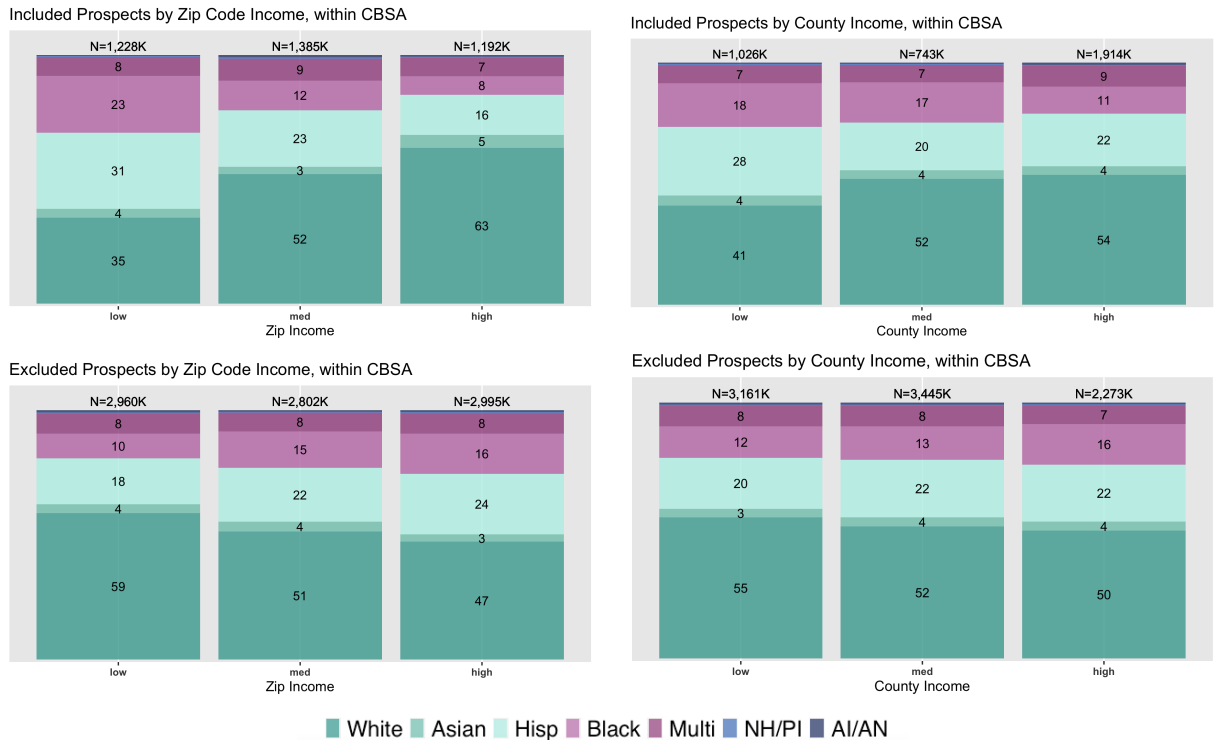 Included Prospects by Zip Code Income, within CBSA
N=1,228K N=1,385K N=1,192K
8 9 7
23 12 8
31 23 16
4 3 5
35 52 63
low med high
Zip Income
Included Prospects by County Income, within CBSA
N=1,026K N=743K N=1,914K
7 7 9
18 17 11
28 20 22
4 4 4
41 52 54
low med high
County Income
Excluded Prospects by Zip Code Income, within CBSA
N=2,960K N=2,802K N=2,995K
8 8 8
10 15 16
18 22 24
4 4 3
59 51 47
low med high
Zip Income
Excluded Prospects by County Income, within CBSA
N=3,161K N=3,445K N=2,273K
8 8 7
12 13 16
20 22 22
3 4 4
55 52 50
low med high
County Income
White Asian Hisp Black Multi NH/PI AI/AN